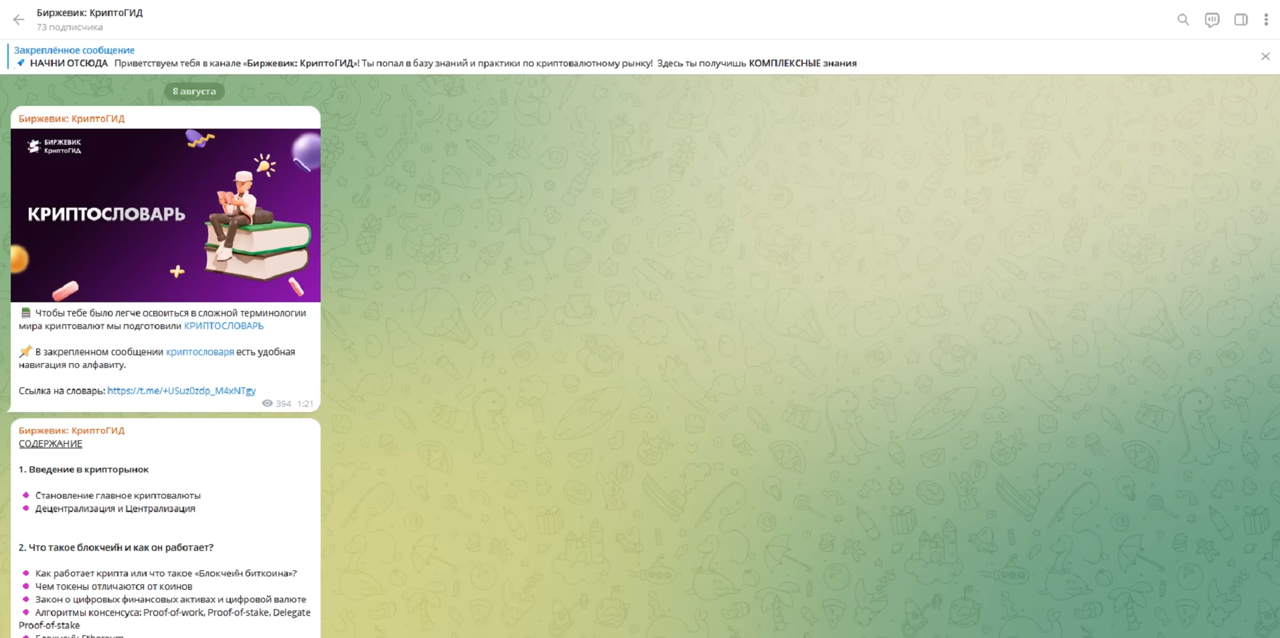 Биржевик: КриптоГИД
73 подписчика
Закреплённое сообщение
НАЧНИ ОТСЮДА Приветствуем тебя в канале «Биржевик: КриптоГИД»! Ты попал в базу знаний и практики по криптовалютному рынку! Здесь ты получишь КОМПЛЕКСНЫЕ знания
8 августа
Биржевик: КриптоГИД
БИРЖЕВИК
КриптоГИД
КРИПТОСЛОВАРЬ
Чтобы тебе было легче освоиться в сложной терминологии
мира криптовалют мы подготовили КРИПТОСЛОВАРЬ
В закрепленном сообщении криптословаря есть удобная
навигация по алфавиту.
Ссылка на словарь: https://t.me/+USuz0zdp_M4xNTgy
394 1:21
Биржевик: КриптоГИД
СОДЕРЖАНИЕ
1. Введение в крипторынок
Становление главное криптовалюты
Децентрализация и Централизация
2. Что такое блокчейн и как он работает?
Как работает крипта или что такое «Блокчейн биткоина»?
Чем токены отличаются от коинов
Закон о цифровых финансовых активах и цифровой валюте
Алгоритмы консенсуса: Proof-of-work, Proof-of-stake, Delegate
Proof-of-stake
Блокчейн Ethereum